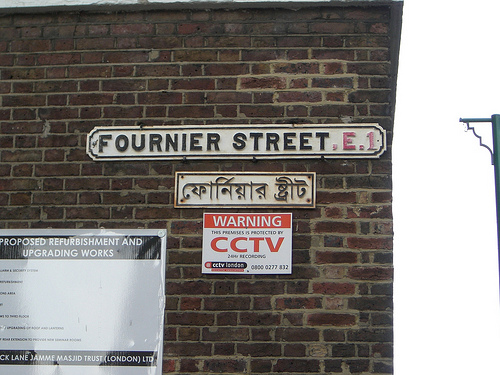 FOURNIER STREET, E.1
ফোর্নিয়ার ষ্ট্রীট
WARNING
THIS PREMISES IS PROTECTED BY
CCTV
24Hr RECORDING
cctv london 0800 0277 832
PROPOSED REFURBISHMENT AND
UPGRADING WORKS
CK LANE JAMME MASJID TRUST (LONDON) LTD